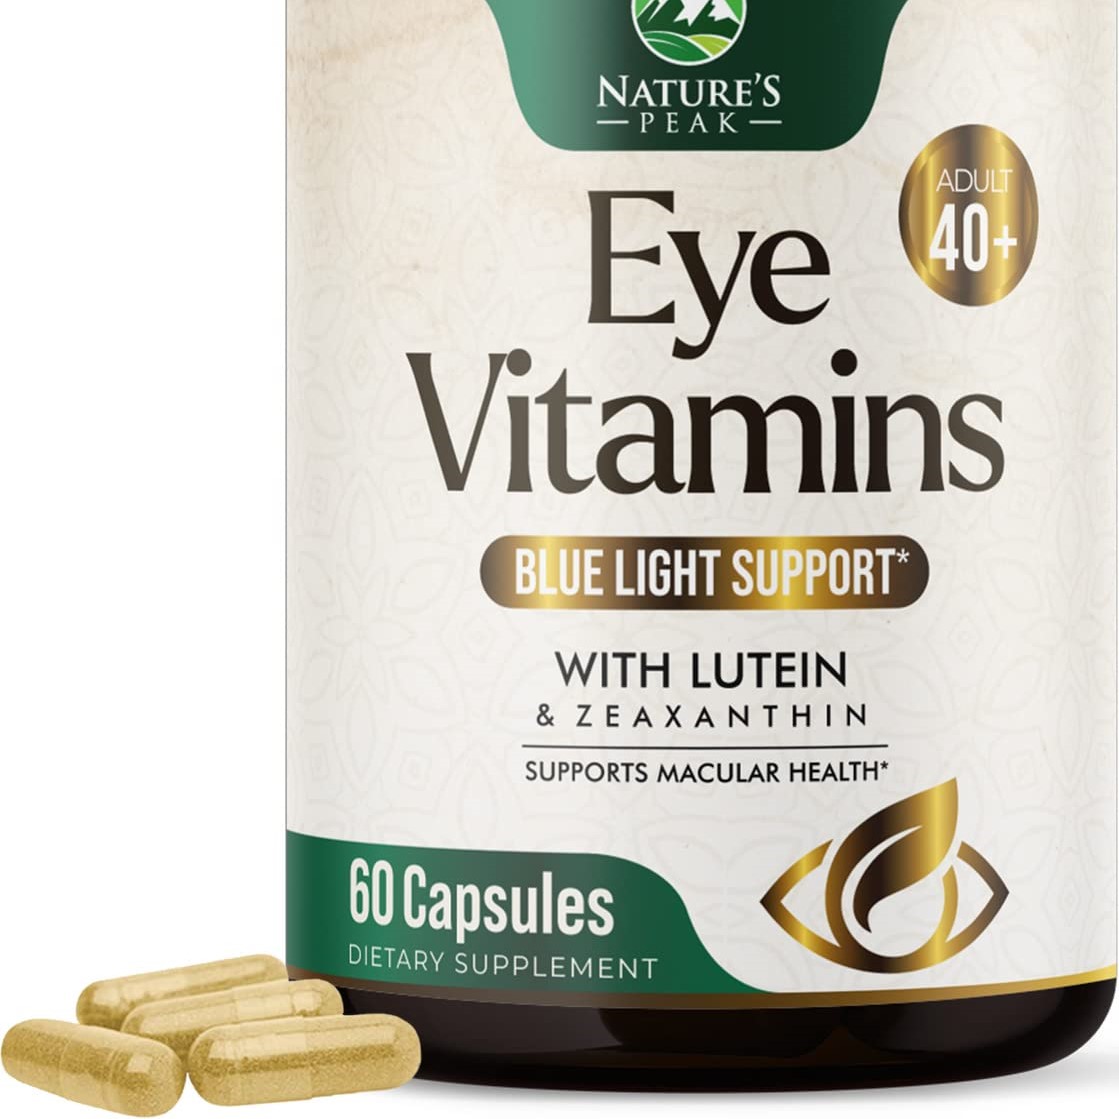 NATURE'S
PEAK
ADULT
40+
Eye
Vitamins
BLUE LIGHT SUPPORT*
WITH LUTEIN
& ZEAXANTHIN
SUPPORTS MACULAR HEALTH*
60 Capsules
DIETARY SUPPLEMENT